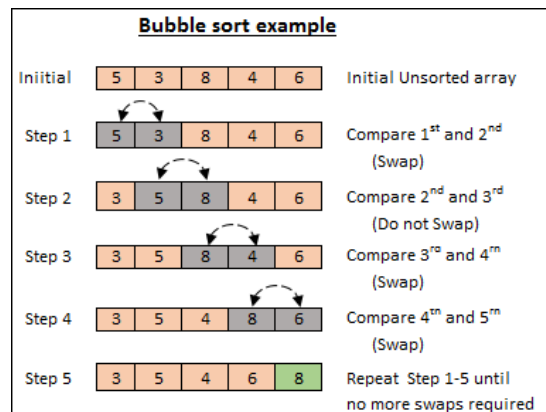 Bubble sort example
Iniitial 5 3 8 4 6 Initial Unsorted array
Step 1 5 3 8 4 6 Compare 1st and 2nd
(Swap)
Step 2 3 5 8 4 6 Compare 2nd and 3rd
(Do not Swap)
Step 3 3 5 8 4 6 Compare 3rd and 4th
(Swap)
Step 4 3 5 4 8 6 Compare 4th and 5th
(Swap)
Step 5 3 5 4 6 8 Repeat Step 1-5 until
no more swaps required